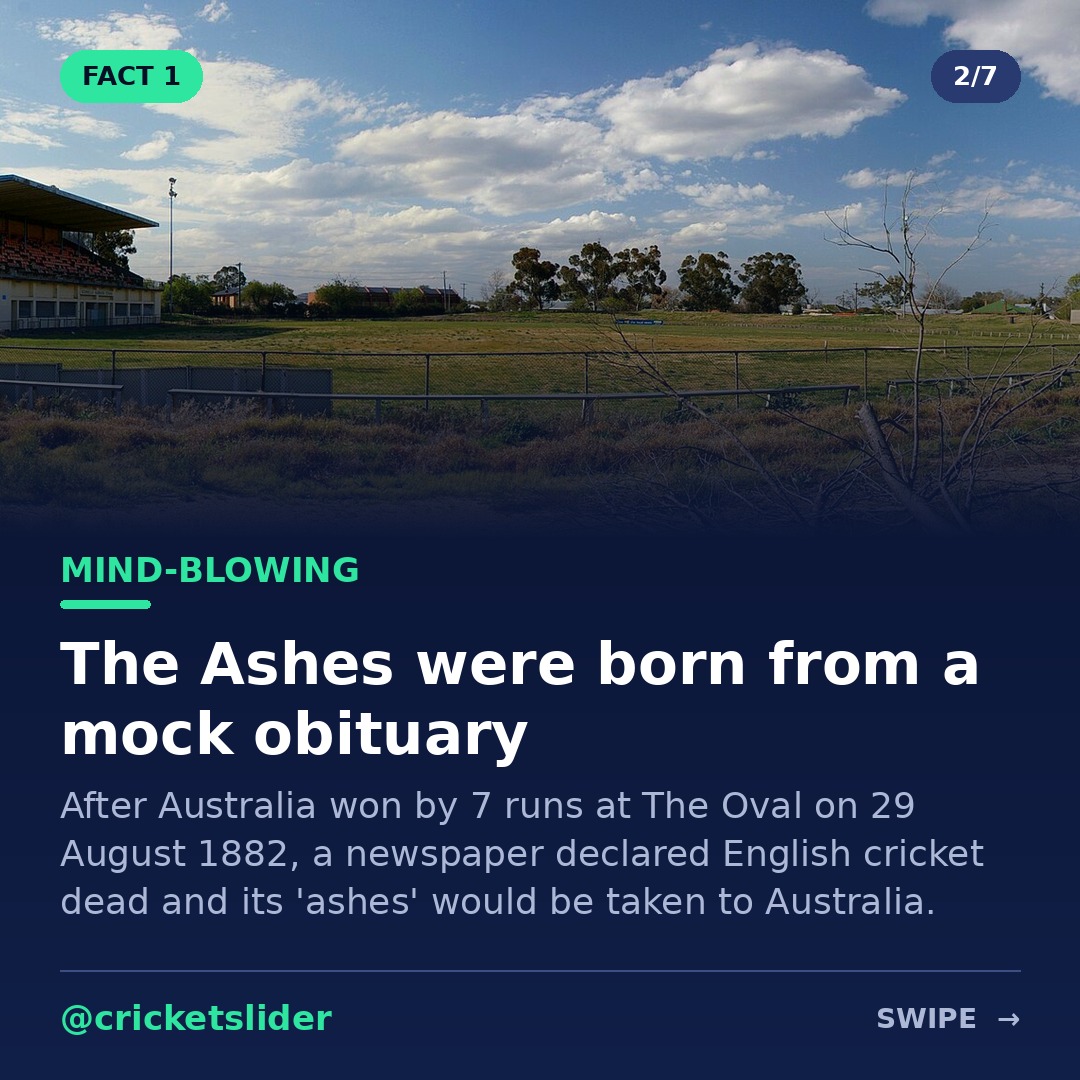 FACT 1
2/7
MIND-BLOWING
The Ashes were born from a
mock obituary
After Australia won by 7 runs at The Oval on 29
August 1882, a newspaper declared English cricket
dead and its 'ashes' would be taken to Australia.
@cricketslider
SWIPE →